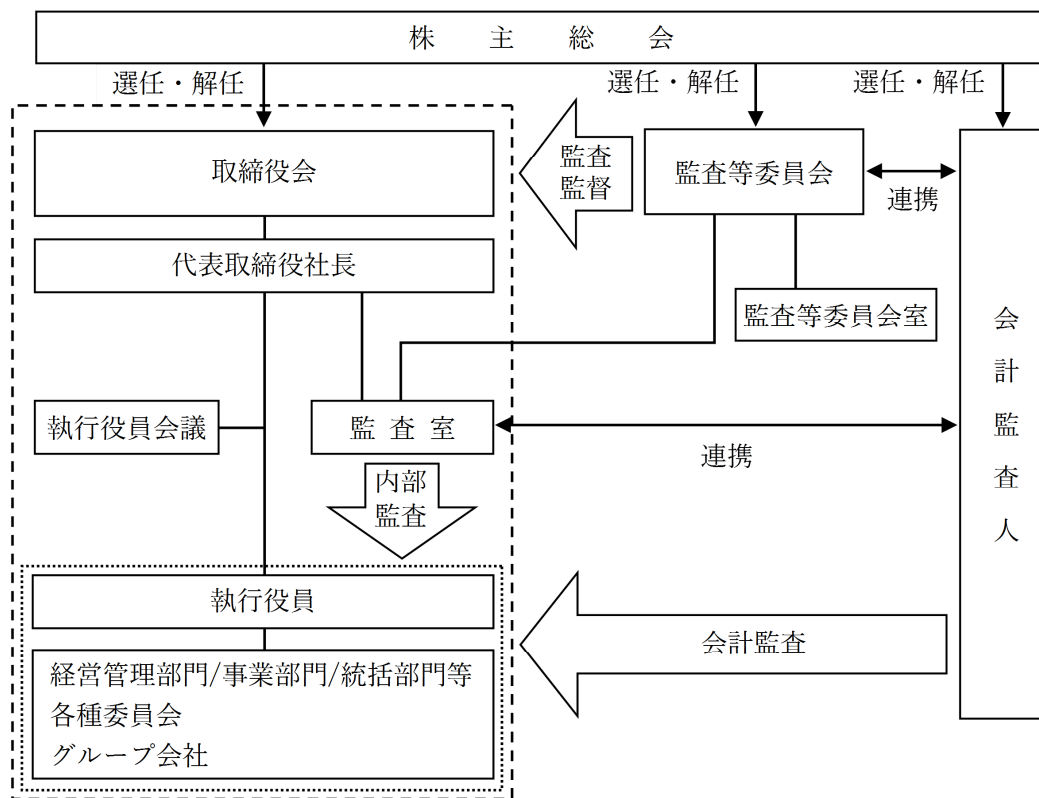 株主総会
選任・解任
選任・解任
選任・解任
取締役会
監査
監督
監査等委員会
連携
代表取締役社長
監査等委員会室
会計監査人
執行役員会議
監査室
連携
内部
監査
執行役員
会計監査
経営管理部門/事業部門/統括部門等
各種委員会
グループ会社